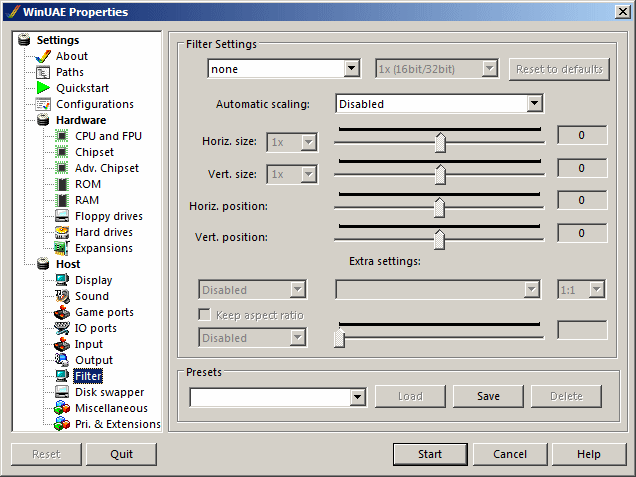 WinUAE Properties
Settings
About
Paths
Quickstart
Configurations
Hardware
CPU and FPU
Chipset
Adv. Chipset
ROM
RAM
Floppy drives
Hard drives
Expansions
Host
Display
Sound
Game ports
IO ports
Input
Output
Filter
Disk swapper
Miscellaneous
Pri. & Extensions
Filter Settings
none 1x (16bit/32bit) Reset to defaults
Automatic scaling: Disabled
Horiz. size: 1x 0
Vert. size: 1x 0
Horiz. position: 0
Vert. position: 0
Extra settings:
Disabled 1:1
Keep aspect ratio
Disabled
Presets
Load Save Delete
Reset Quit Start Cancel Help